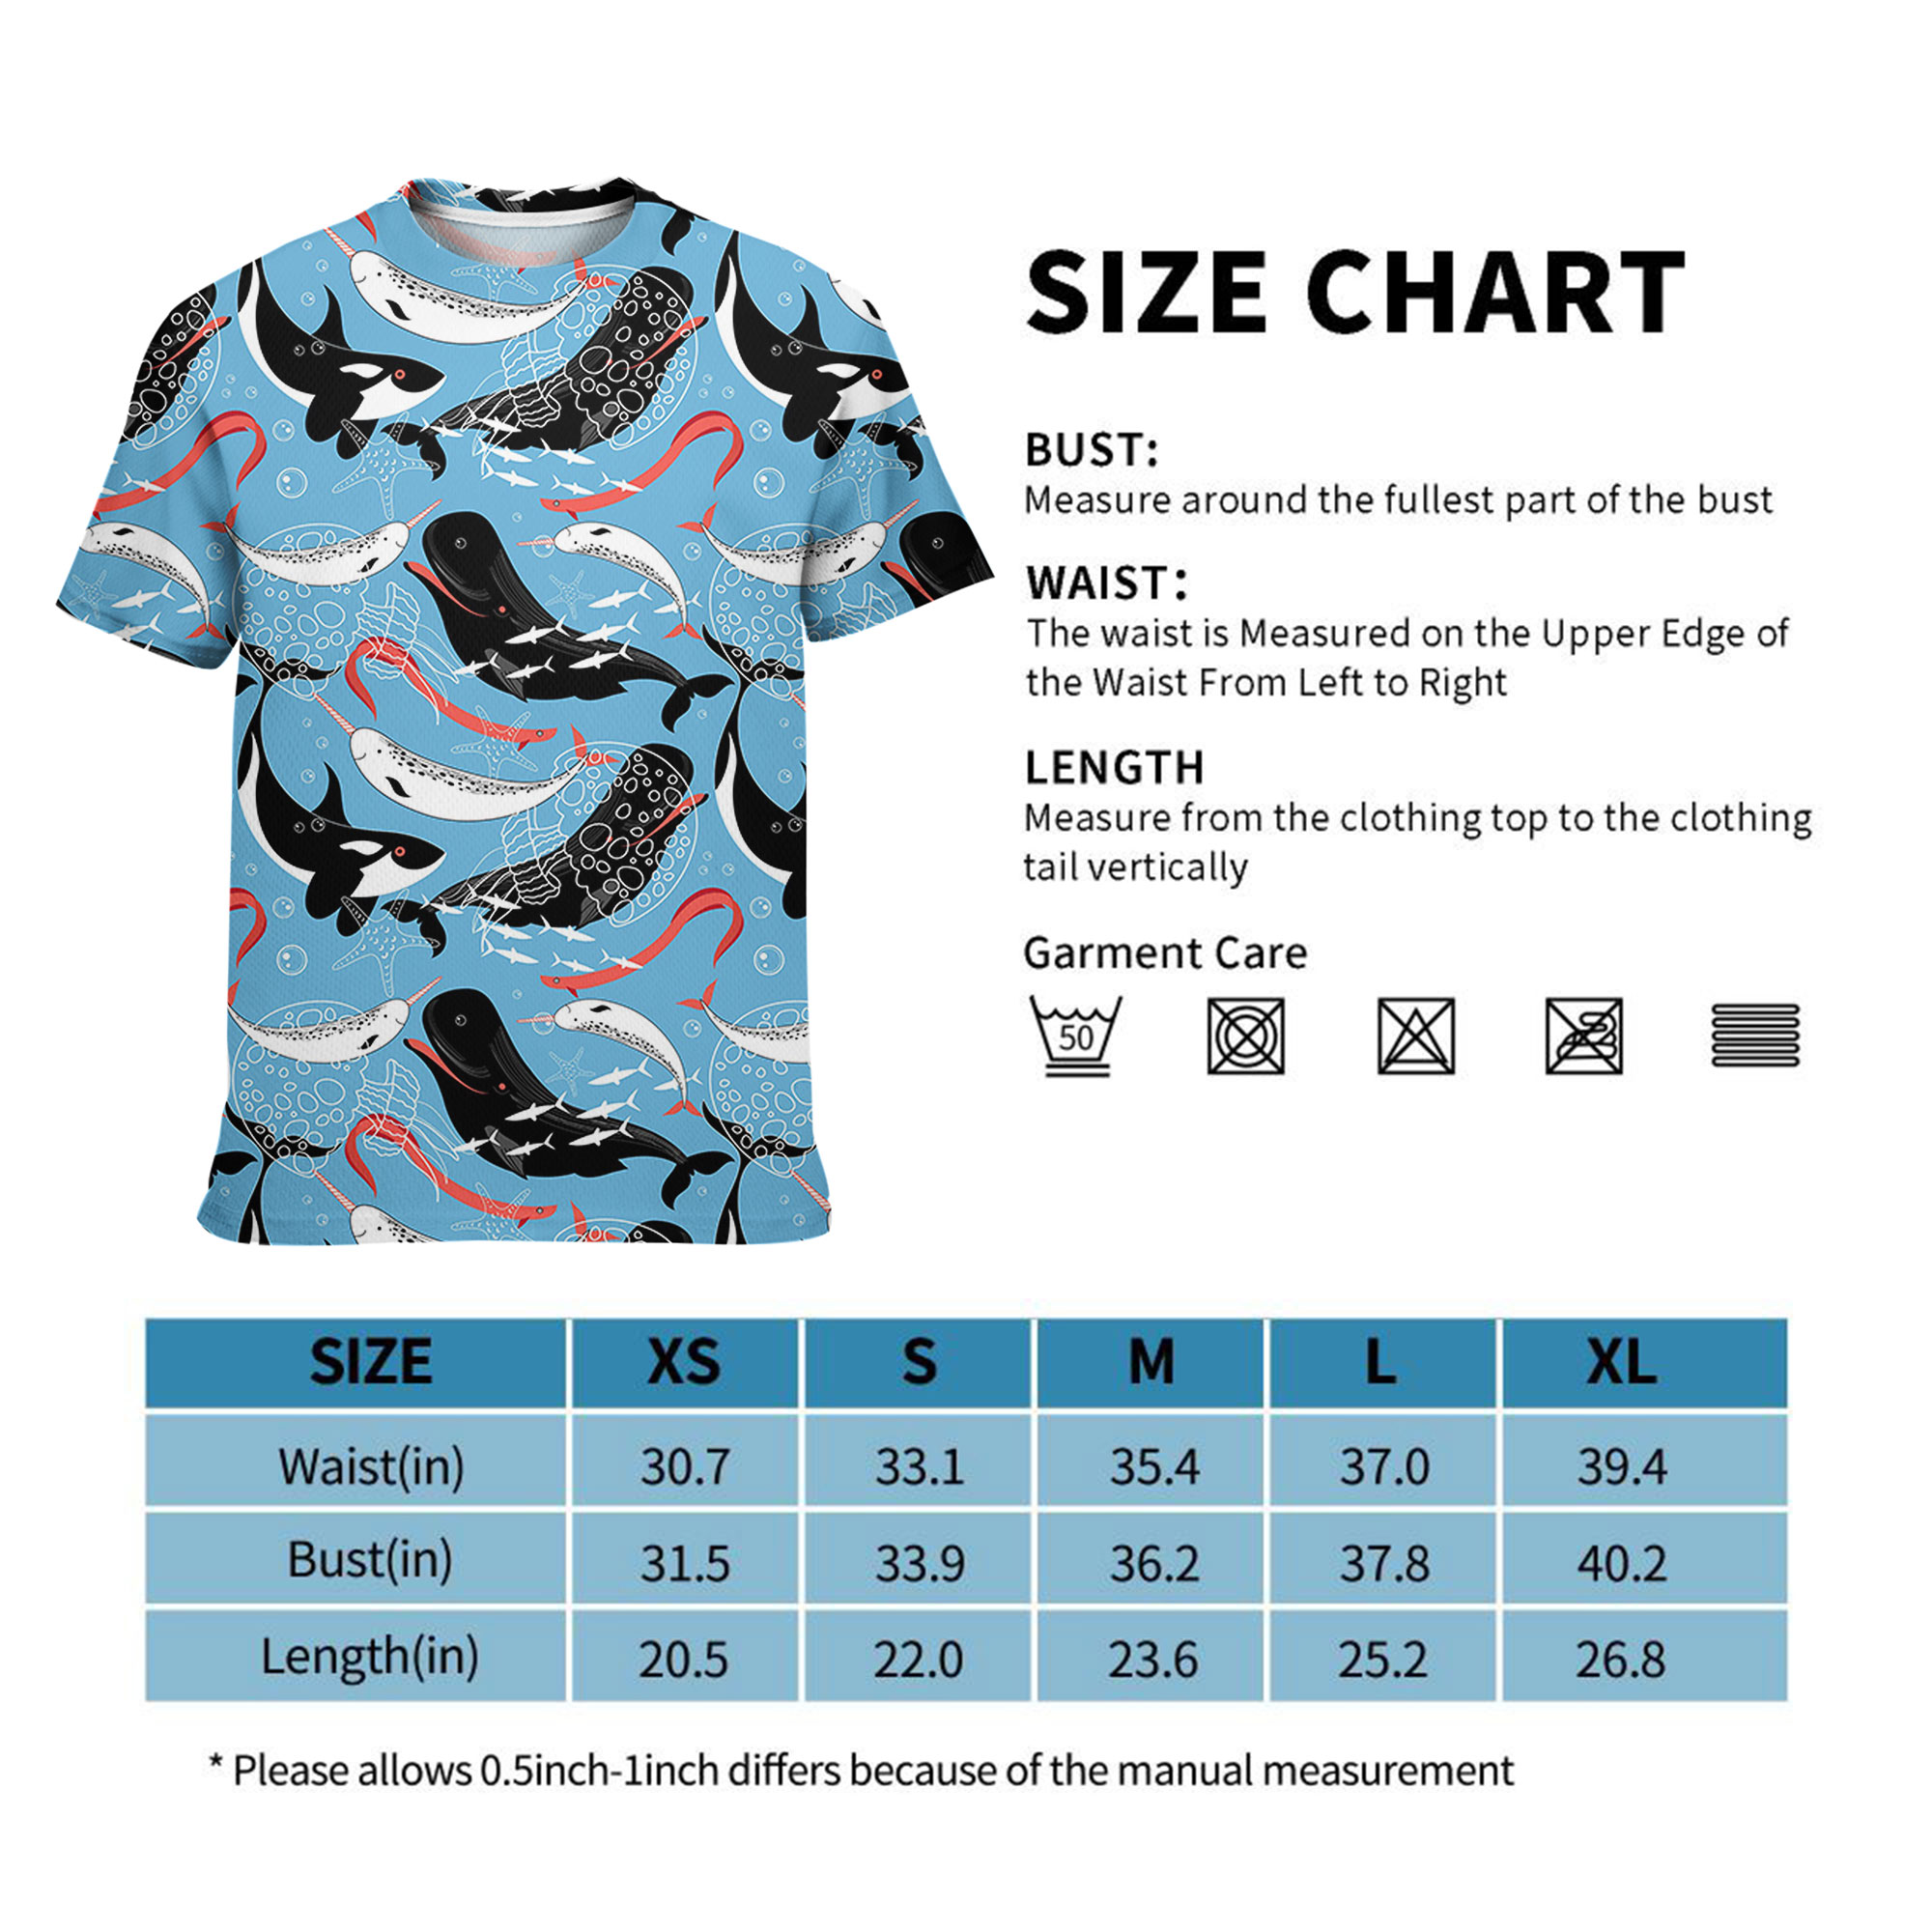 SIZE CHART
BUST:
Measure around the fullest part of the bust
WAIST:
The waist is Measured on the Upper Edge of
the Waist From Left to Right
LENGTH
Measure from the clothing top to the clothing
tail vertically
Garment Care
50
SIZE XS S M L XL
Waist(in) 30.7 33.1 35.4 37.0 39.4
Bust(in) 31.5 33.9 36.2 37.8 40.2
Length(in) 20.5 22.0 23.6 25.2 26.8
* Please allows 0.5inch-1inch differs because of the manual measurement